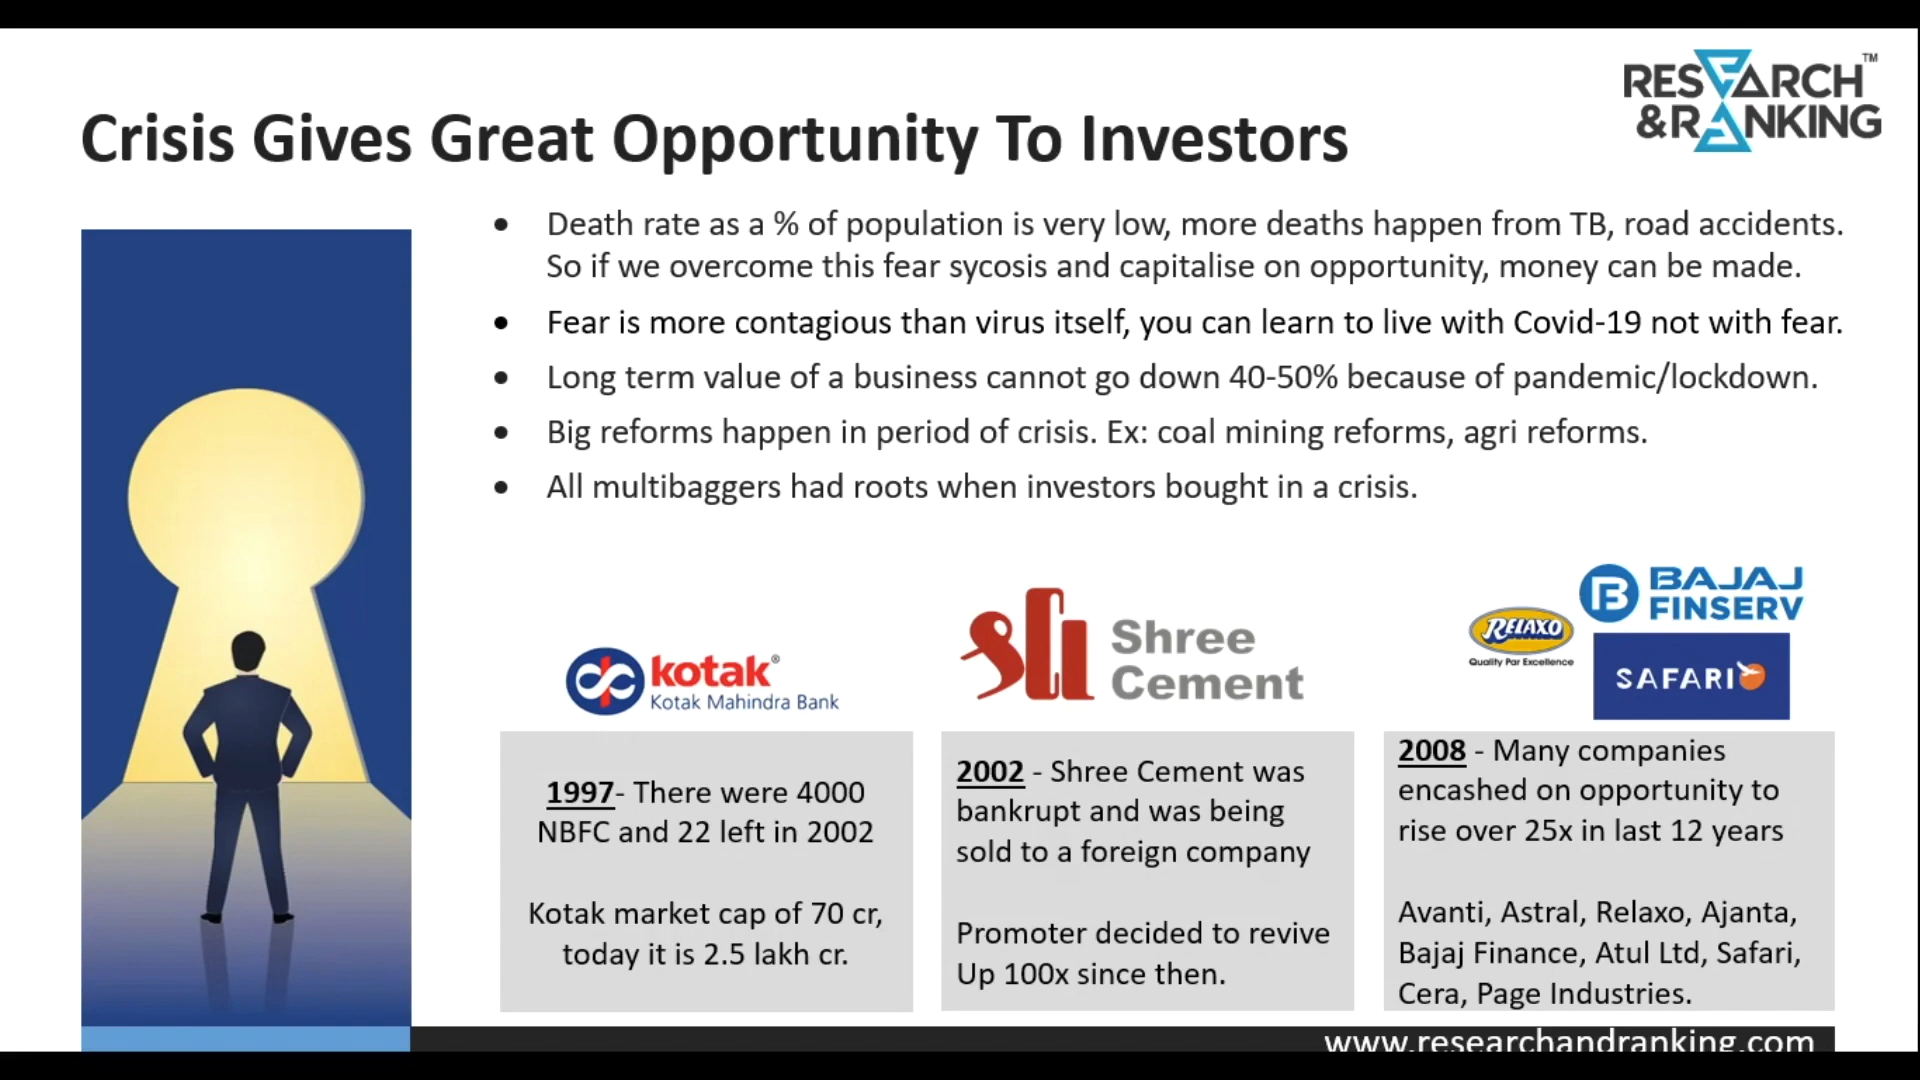 RESEARCH™
&RANKING
Crisis Gives Great Opportunity To Investors
• Death rate as a % of population is very low, more deaths happen from TB, road accidents.
So if we overcome this fear sycosis and capitalise on opportunity, money can be made.
• Fear is more contagious than virus itself, you can learn to live with Covid-19 not with fear.
• Long term value of a business cannot go down 40-50% because of pandemic/lockdown.
• Big reforms happen in period of crisis. Ex: coal mining reforms, agri reforms.
• All multibaggers had roots when investors bought in a crisis.
kotak®
Kotak Mahindra Bank
1997- There were 4000
NBFC and 22 left in 2002
Kotak market cap of 70 cr,
today it is 2.5 lakh cr.
Shree
Cement
2002 - Shree Cement was
bankrupt and was being
sold to a foreign company
Promoter decided to revive
Up 100x since then.
BAJAJ
FINSERV
RELAXO
Quality Par Excellence
SAFARI
2008 - Many companies
encashed on opportunity to
rise over 25x in last 12 years
Avanti, Astral, Relaxo, Ajanta,
Bajaj Finance, Atul Ltd, Safari,
Cera, Page Industries.
www.researchandranking.com